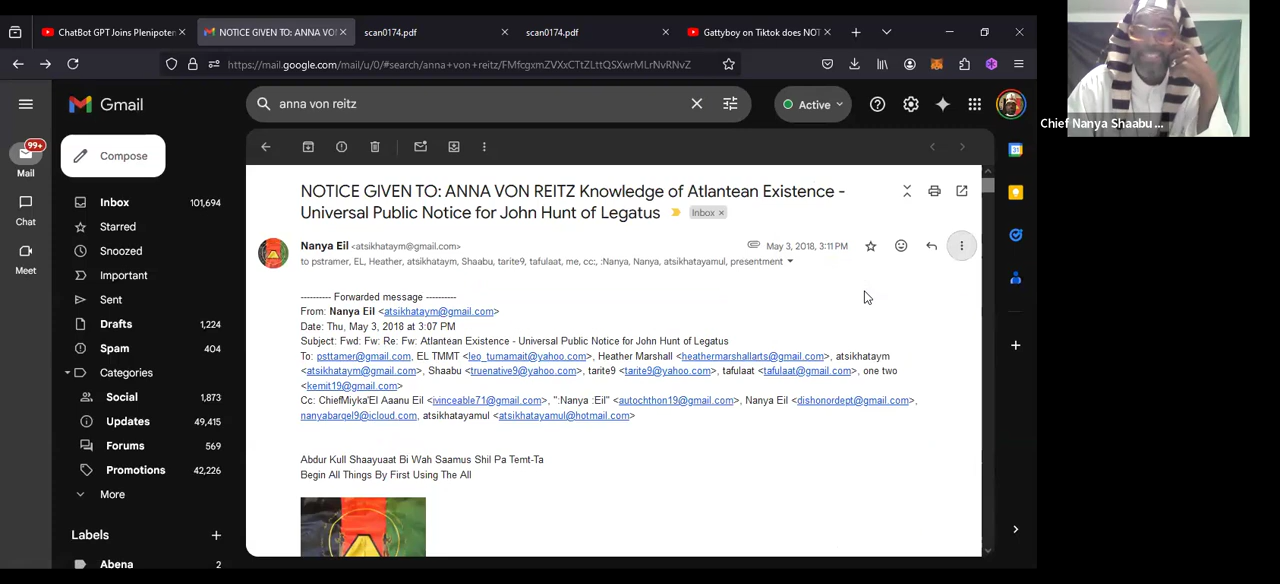 ChatBot GPT Joins Plenipoten
NOTICE GIVEN TO: ANNA VO
scan0174.pdf
scan0174.pdf
Gattyboy on Tiktok does NOT
https://mail.google.com/mail/u/0/#search/anna+von+reitz/FMfcgxmZVXxCTtZLttQSXwrMLrNvRNvZ
Gmail
anna von reitz
Active
99+
Mail
Chat
Meet
Compose
Inbox 101,694
Starred
Snoozed
Important
Sent
Drafts 1,224
Spam 404
Categories
Social 1,873
Updates 49,415
Forums 569
Promotions 42,226
More
Labels
Abena 2
NOTICE GIVEN TO: ANNA VON REITZ Knowledge of Atlantean Existence -
Universal Public Notice for John Hunt of Legatus Inbox
Nanya Eil <atsikhataym@gmail.com> May 3, 2018, 3:11 PM
to pstramer, EL, Heather, atsikhataym, Shaabu, tarite9, tafulaat, me, cc:, :Nanya, Nanya, atsikhatayamul, presentment
---------- Forwarded message ----------
From: Nanya Eil <atsikhataym@gmail.com>
Date: Thu, May 3, 2018 at 3:07 PM
Subject: Fwd: Fw: Re: Fw: Atlantean Existence - Universal Public Notice for John Hunt of Legatus
To: psttamer@gmail.com, EL TMMT <leo_tumamait@yahoo.com>, Heather Marshall <heathermarshallarts@gmail.com>, atsikhataym
<atsikhataym@gmail.com>, Shaabu <truenative9@yahoo.com>, tarite9 <tarite9@yahoo.com>, tafulaat <tafulaat@gmail.com>, one two
<kemit19@gmail.com>
Cc: ChiefMiyka'El Aaanu Eil <ivinceable71@gmail.com>, ":Nanya :Eil" <autochthon19@gmail.com>, Nanya Eil <dishonordept@gmail.com>,
nanyabarqel9@icloud.com, atsikhatayamul <atsikhatayamul@hotmail.com>
Abdur Kull Shaayuaat Bi Wah Saamus Shil Pa Temt-Ta
Begin All Things By First Using The All
Chief Nanya Shaabu ...